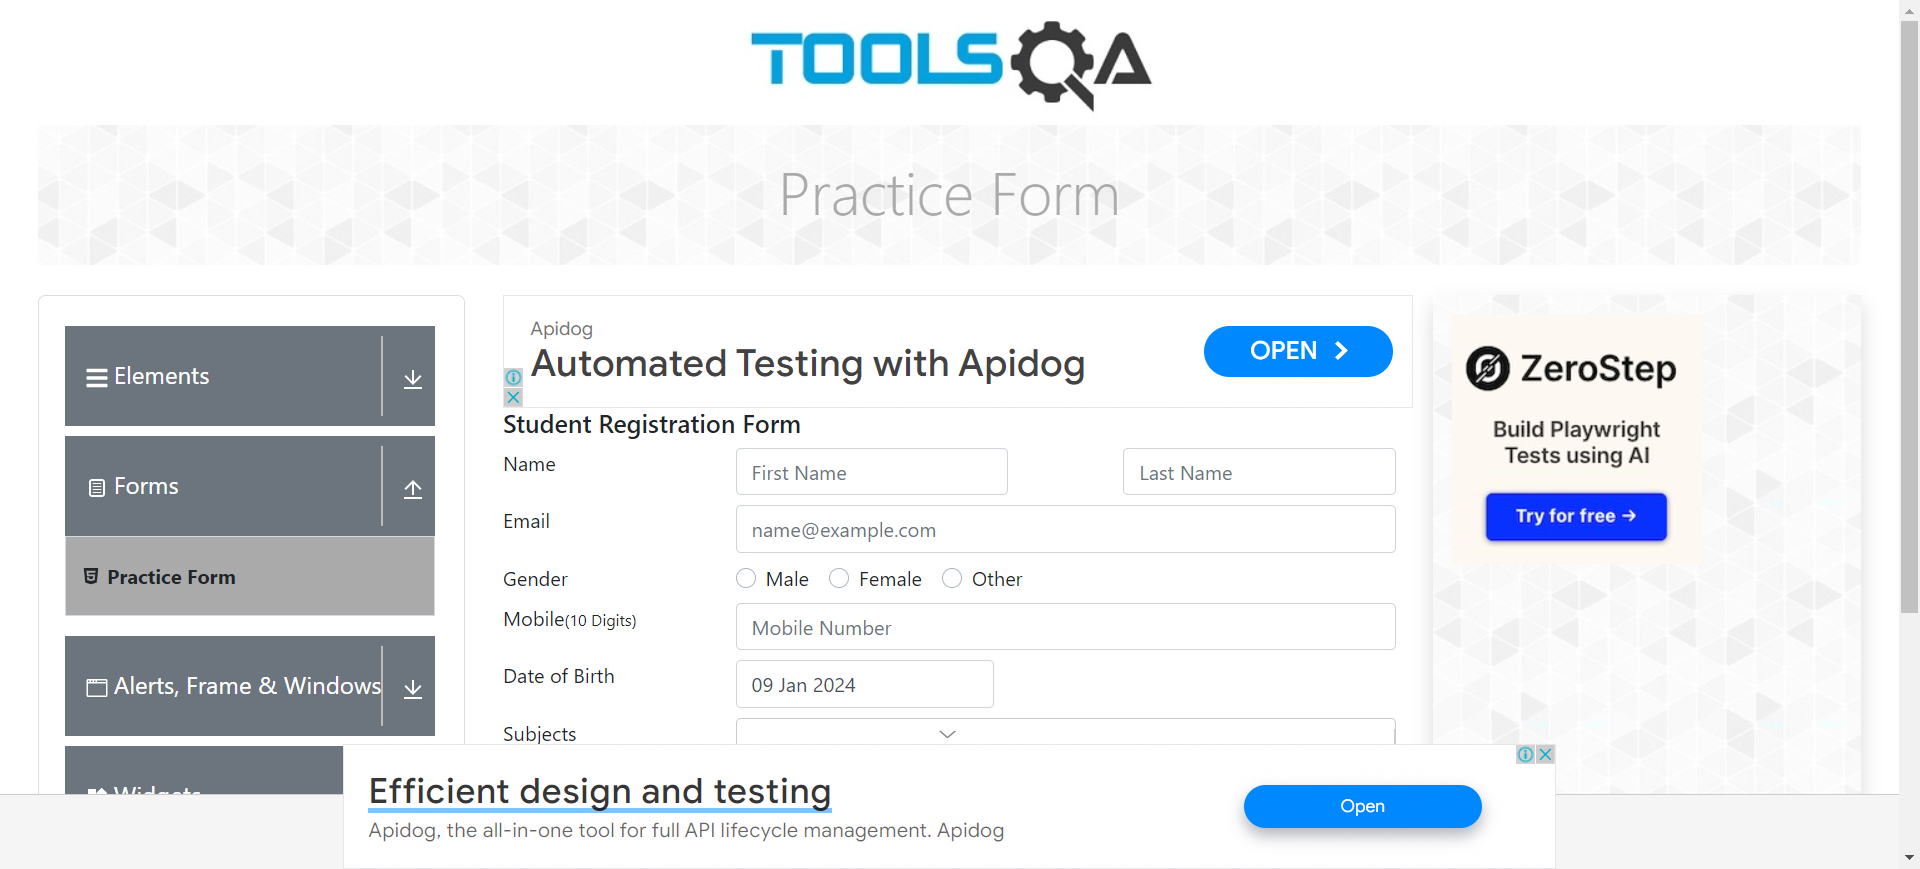 TOOLSQA
Practice Form
Elements
Forms
Practice Form
Alerts, Frame & Windows
Widgets
Apidog
Automated Testing with Apidog
OPEN
Student Registration Form
Name
First Name
Last Name
Email
name@example.com
Gender
Male
Female
Other
Mobile(10 Digits)
Mobile Number
Date of Birth
09 Jan 2024
Subjects
ZeroStep
Build Playwright
Tests using AI
Try for free →
Efficient design and testing
Apidog, the all-in-one tool for full API lifecycle management. Apidog
Open